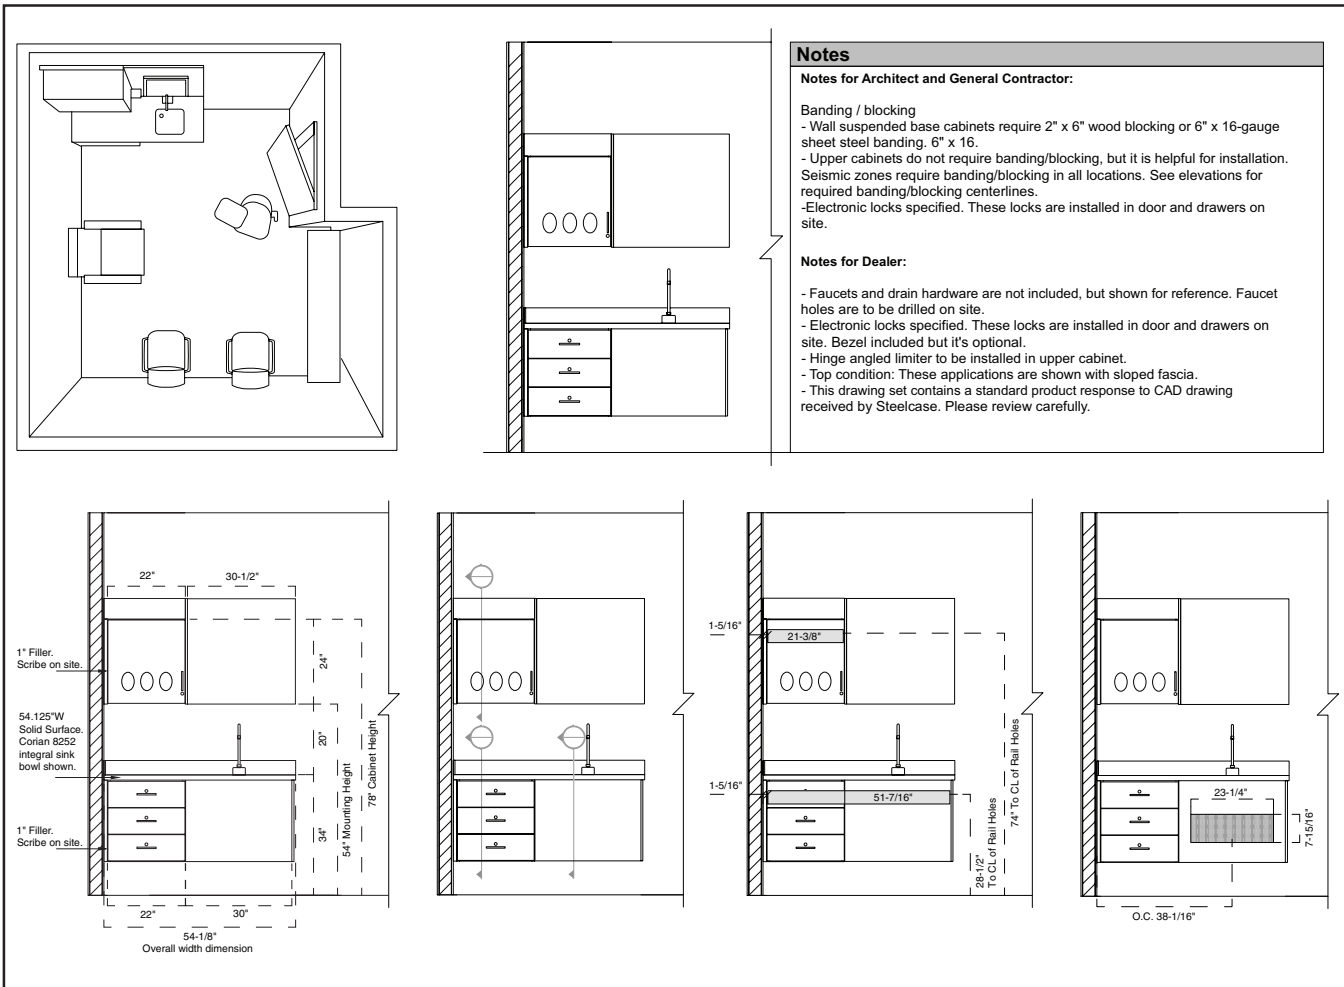 Notes
Notes for Architect and General Contractor:
Banding / blocking
- Wall suspended base cabinets require 2" x 6" wood blocking or 6" x 16-gauge
sheet steel banding. 6" x 16.
- Upper cabinets do not require banding/blocking, but it is helpful for installation.
Seismic zones require banding/blocking in all locations. See elevations for
required banding/blocking centerlines.
-Electronic locks specified. These locks are installed in door and drawers on
site.
Notes for Dealer:
- Faucets and drain hardware are not included, but shown for reference. Faucet
holes are to be drilled on site.
- Electronic locks specified. These locks are installed in door and drawers on
site. Bezel included but it's optional.
- Hinge angled limiter to be installed in upper cabinet.
- Top condition: These applications are shown with sloped fascia.
- This drawing set contains a standard product response to CAD drawing
received by Steelcase. Please review carefully.
22"
30-1/2"
1" Filler.
Scribe on site.
24"
54.125"W
Solid Surface.
Corian 8252
integral sink
bowl shown.
20"
78" Cabinet Height
54" Mounting Height
34"
1" Filler.
Scribe on site.
22"
30"
54-1/8"
Overall width dimension
1-5/16"
21-3/8"
1-5/16"
51-7/16"
74" To CL of Rail Holes
28-1/2"
To CL of Rail Holes
23-1/4"
7-15/16"
O.C. 38-1/16"